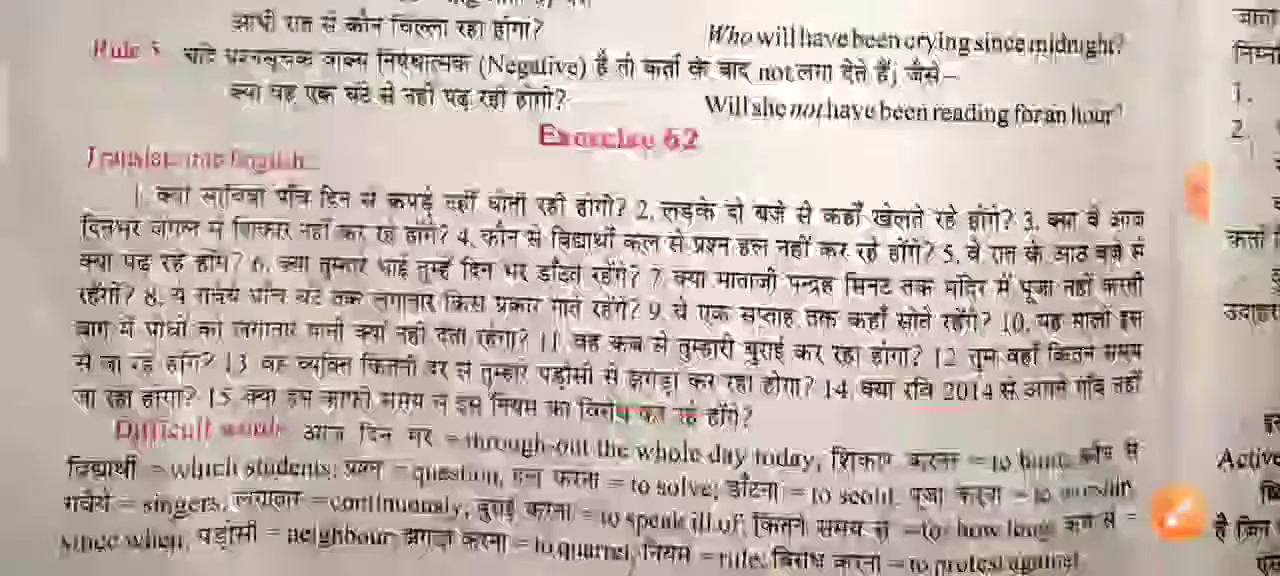 आधी रात से कौन चिल्ला रहा होगा? Who will have been crying since midnight?
Rule 5. यदि प्रश्नसूचक वाक्य निषेधात्मक (Negative) है तो कर्ता के बाद not लगा देते हैं; जैसे–
क्या वह एक घंटे से नहीं पढ़ रही होगी? Will she not have been reading for an hour?
Exercise 62
Translate into English:
1. क्या सावित्री पाँच दिन से कपड़े नहीं धोती रही होगी? 2. लड़के दो बजे से कहाँ खेलते रहे होंगे? 3. क्या वे आज
दिनभर जंगल में शिकार नहीं कर रहे होंगे? 4. कौन से विद्यार्थी कल से प्रश्न हल नहीं कर रहे होंगे? 5. वे रात के आठ बजे से
क्या पढ़ रहे होंगे? 6. क्या तुम्हारे भाई तुम्हें दिन भर डाँटते रहेंगे? 7. क्या माताजी पन्द्रह मिनट तक मंदिर में पूजा नहीं करती
रहेंगी? 8. ये गवैये पाँच घंटे तक लगातार किस प्रकार गाते रहेंगे? 9. वे एक सप्ताह तक कहाँ सोते रहेंगे? 10. यह माली इस
बाग में पौधों को लगातार पानी क्यों नहीं देता रहेगा? 11. वह कब से तुम्हारी बुराई कर रहा होगा? 12. तुम वहाँ कितने समय
से जा रहे होंगे? 13. वह व्यक्ति कितनी देर से तुम्हारे पड़ोसी से झगड़ा कर रहा होगा? 14. क्या रवि 2014 से अपने गाँव नहीं
जा रहा होगा? 15. क्या हम काफी समय से इस नियम का विरोध कर रहे होंगे?
Difficult words– आज दिन भर = through-out the whole day today, शिकार करना = to hunt, कौन से
विद्यार्थी = which students; प्रश्न = question, हल करना = to solve; डाँटना = to scold, पूजा करना = to worship,
गवैये = singers, लगातार = continuously, बुराई करना = to speak ill of; कितने समय से = for how long कब से =
since when, पड़ोसी = neighbour, झगड़ा करना = to quarrel, नियम = rule, विरोध करना = to protest against.
1.
2.
Active